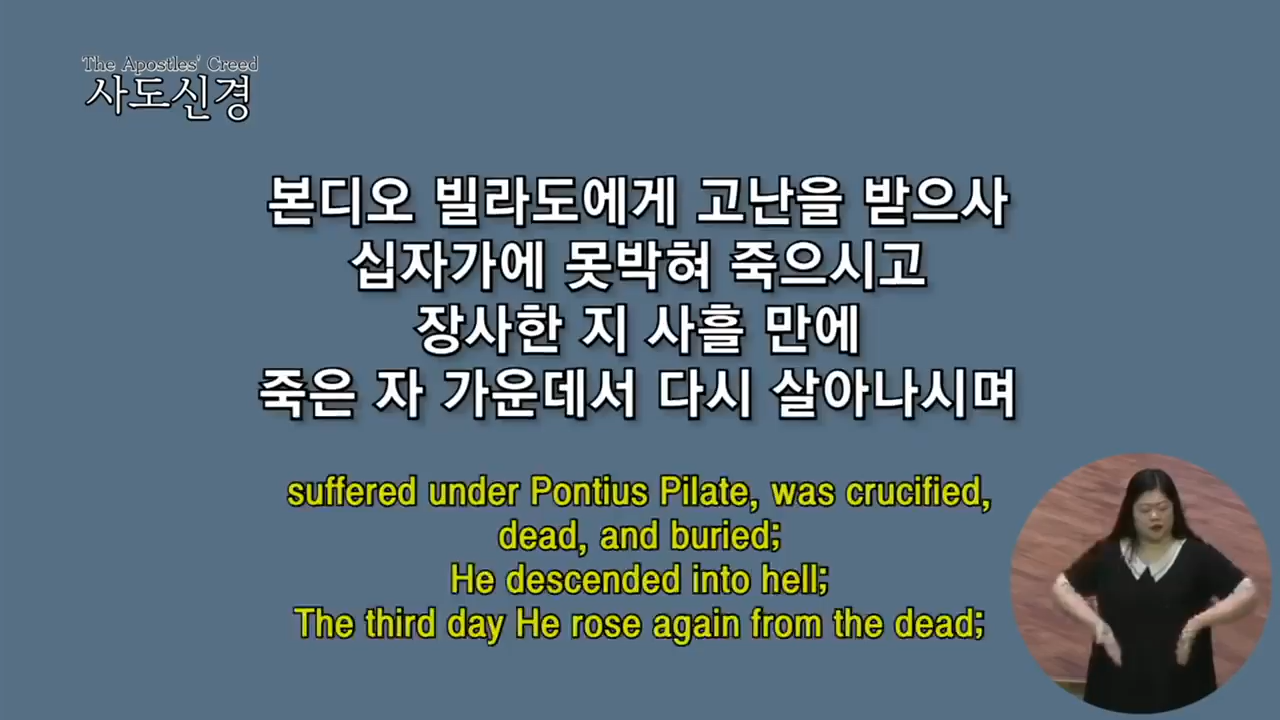 The Apostles' Creed
사도신경
본디오 빌라도에게 고난을 받으사
십자가에 못박혀 죽으시고
장사한 지 사흘 만에
죽은 자 가운데서 다시 살아나시며
suffered under Pontius Pilate, was crucified,
dead, and buried;
He descended into hell;
The third day He rose again from the dead;